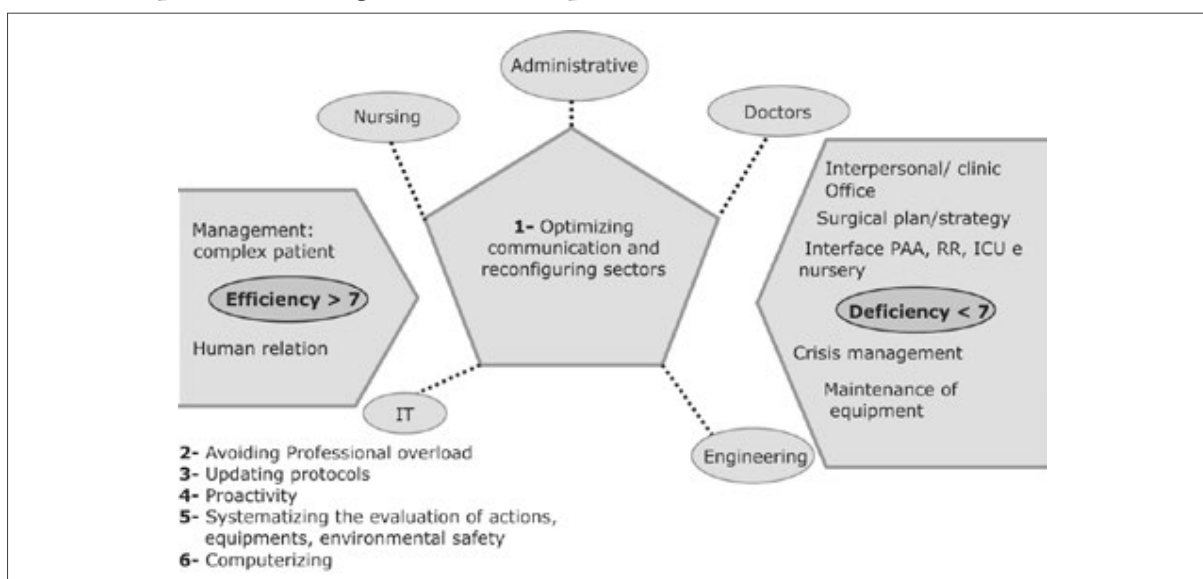 Administrative
Nursing
Doctors
Management:
complex patient
Efficiency > 7
Human relation
1- Optimizing
communication and
reconfiguring sectors
Interpersonal/ clinic
Office
Surgical plan/strategy
Interface PAA, RR, ICU e
nursery
Deficiency < 7
Crisis management
Maintenance of
equipment
IT
Engineering
2- Avoiding Professional overload
3- Updating protocols
4- Proactivity
5- Systematizing the evaluation of actions,
equipments, environmental safety
6- Computerizing